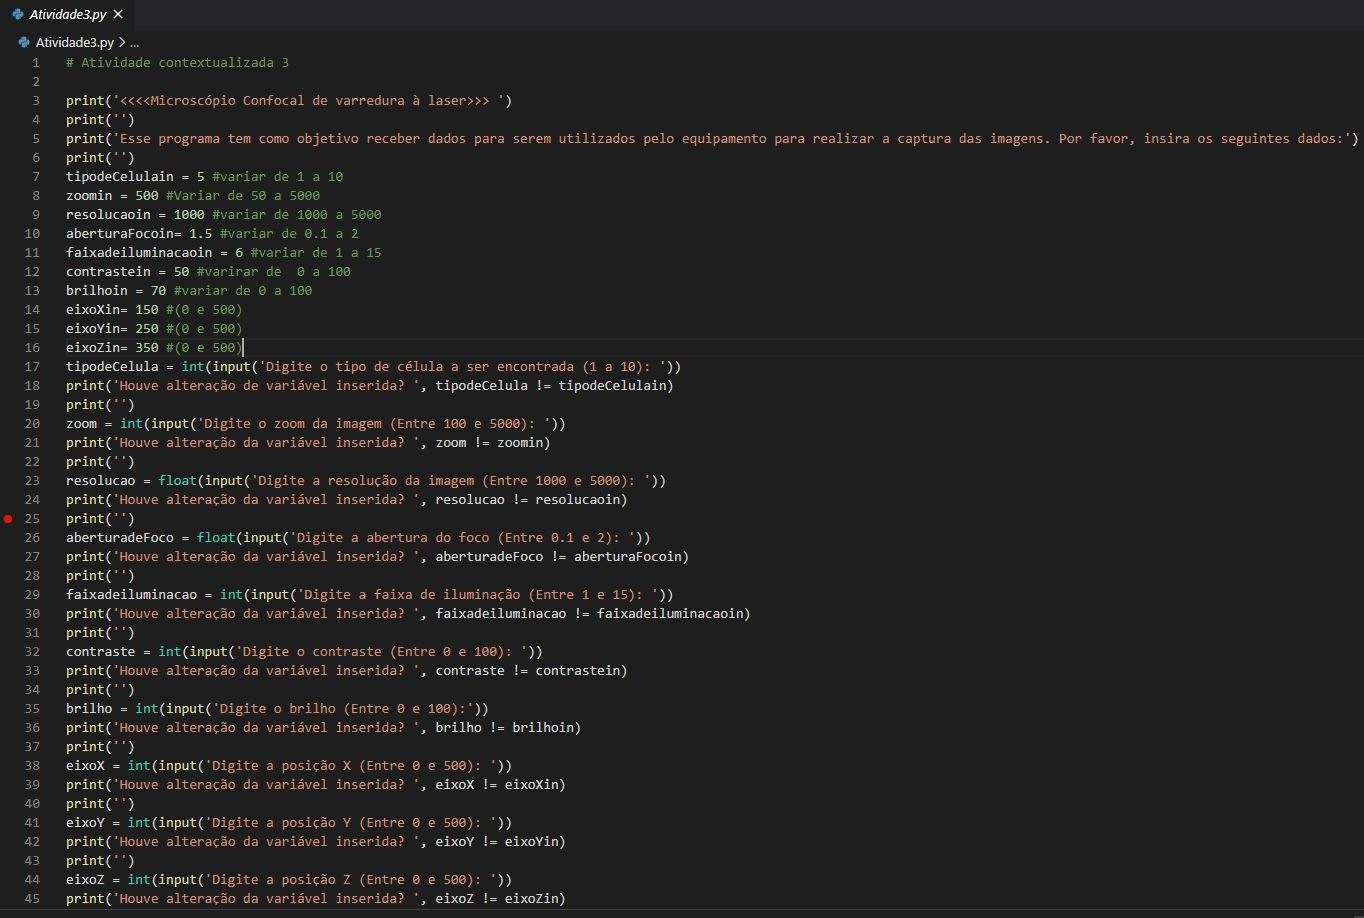 Atividade3.py ×
Atividade3.py > ...
1 # Atividade contextualizada 3
2
3 print('<<<<Microscópio Confocal de varredura à laser>>> ')
4 print('')
5 print('Esse programa tem como objetivo receber dados para serem utilizados pelo equipamento para realizar a captura das imagens. Por favor, insira os seguintes dados:')
6 print('')
7 tipodeCelulain = 5 #variar de 1 a 10
8 zoomin = 500 #Variar de 50 a 5000
9 resolucaoin = 1000 #variar de 1000 a 5000
10 aberturaFocoin= 1.5 #variar de 0.1 a 2
11 faixadeiluminacaoin = 6 #variar de 1 a 15
12 contrastein = 50 #varirar de  0 a 100
13 brilhoin = 70 #variar de 0 a 100
14 eixoXin= 150 #(0 e 500)
15 eixoYin= 250 #(0 e 500)
16 eixoZin= 350 #(0 e 500)
17 tipodeCelula = int(input('Digite o tipo de célula a ser encontrada (1 a 10): '))
18 print('Houve alteração de variável inserida? ', tipodeCelula != tipodeCelulain)
19 print('')
20 zoom = int(input('Digite o zoom da imagem (Entre 100 e 5000): '))
21 print('Houve alteração da variável inserida? ', zoom != zoomin)
22 print('')
23 resolucao = float(input('Digite a resolução da imagem (Entre 1000 e 5000): '))
24 print('Houve alteração da variável inserida? ', resolucao != resolucaoin)
25 print('')
26 aberturadeFoco = float(input('Digite a abertura do foco (Entre 0.1 e 2): '))
27 print('Houve alteração da variável inserida? ', aberturadeFoco != aberturaFocoin)
28 print('')
29 faixadeiluminacao = int(input('Digite a faixa de iluminação (Entre 1 e 15): '))
30 print('Houve alteração da variável inserida? ', faixadeiluminacao != faixadeiluminacaoin)
31 print('')
32 contraste = int(input('Digite o contraste (Entre 0 e 100): '))
33 print('Houve alteração da variável inserida? ', contraste != contrastein)
34 print('')
35 brilho = int(input('Digite o brilho (Entre 0 e 100):'))
36 print('Houve alteração da variável inserida? ', brilho != brilhoin)
37 print('')
38 eixoX = int(input('Digite a posição X (Entre 0 e 500): '))
39 print('Houve alteração da variável inserida? ', eixoX != eixoXin)
40 print('')
41 eixoY = int(input('Digite a posição Y (Entre 0 e 500): '))
42 print('Houve alteração da variável inserida? ', eixoY != eixoYin)
43 print('')
44 eixoZ = int(input('Digite a posição Z (Entre 0 e 500): '))
45 print('Houve alteração da variável inserida? ', eixoZ != eixoZin)